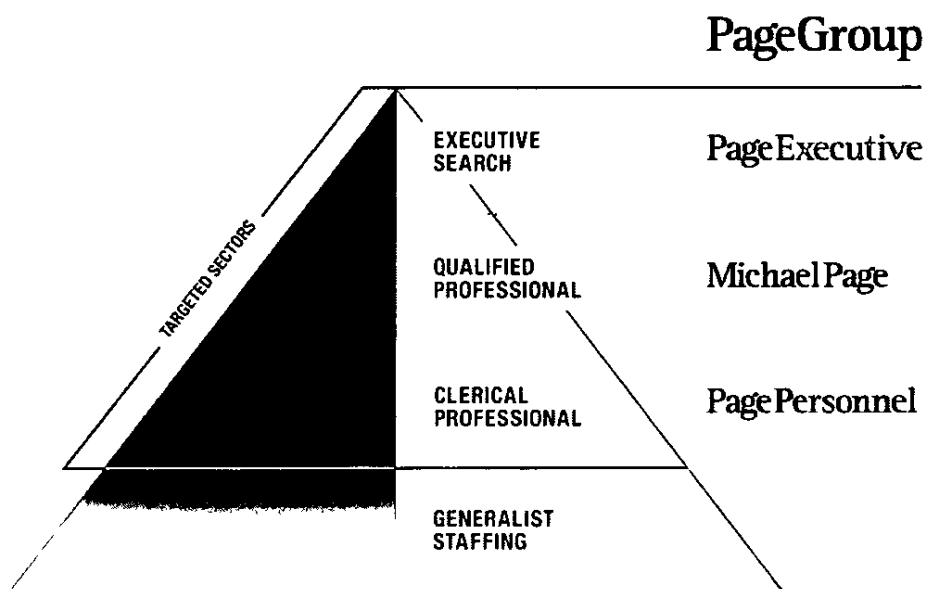 PageGroup
EXECUTIVE
SEARCH
PageExecutive
TARGETED SECTORS
QUALIFIED
PROFESSIONAL
Michael Page
CLERICAL
PROFESSIONAL
PagePersonnel
GENERALIST
STAFFING